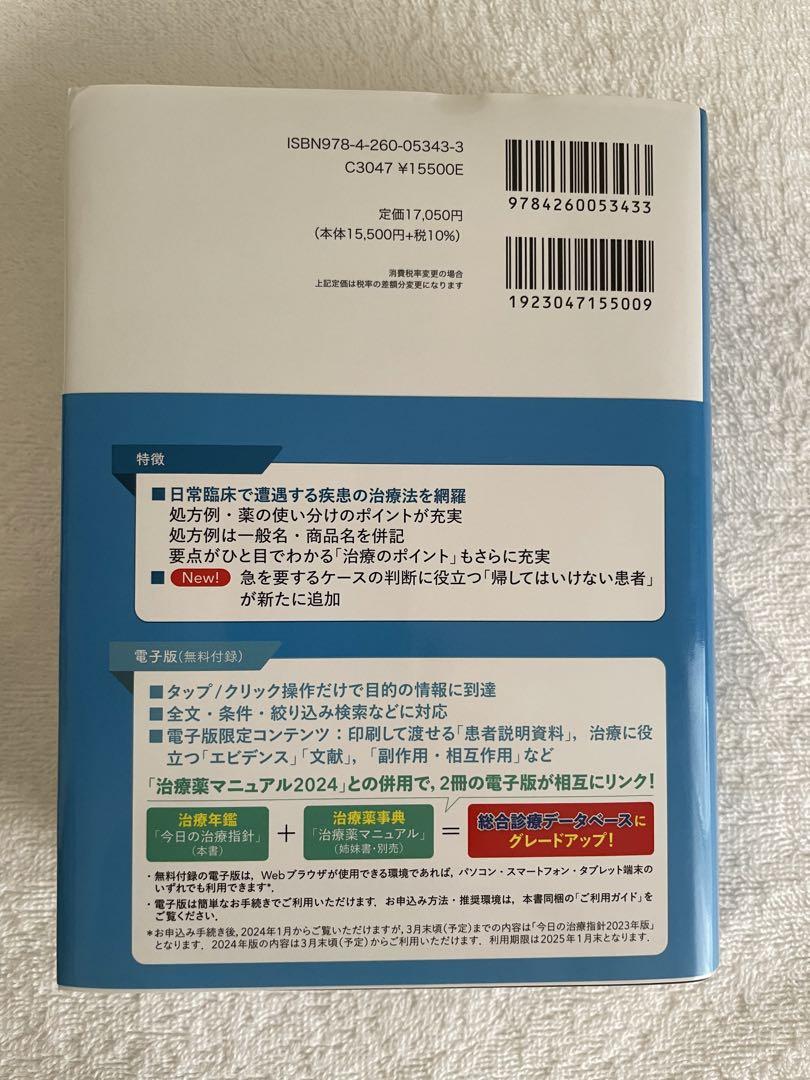 ISBN978-4-260-05343-3
C3047 ¥15500E
9784260053433
定価17,050円
（本体15,500円+税10%）
消費税率変更の場合
上記定価は税率の差額分変更になります
1923047155009
特徴
■日常臨床で遭遇する疾患の治療法を網羅
処方例・薬の使い分けのポイントが充実
処方例は一般名・商品名を併記
要点がひと目でわかる「治療のポイント」もさらに充実
■ New! 急を要するケースの判断に役立つ「帰してはいけない患者」
が新たに追加
電子版（無料付録）
■タップ/クリック操作だけで目的の情報に到達
■全文・条件・絞り込み検索などに対応
■電子版限定コンテンツ：印刷して渡せる「患者説明資料」，治療に役
立つ「エビデンス」「文献」，「副作用・相互作用」など
「治療薬マニュアル2024」との併用で，2冊の電子版が相互にリンク！
治療年鑑
「今日の治療指針」
（本書）
+
治療薬事典
「治療薬マニュアル」
（姉妹書・別売）
=
総合診療データベースに
グレードアップ！
・無料付録の電子版は，Webブラウザが使用できる環境であれば，パソコン・スマートフォン・タブレット端末の
いずれでも利用できます*．
・電子版は簡単なお手続きでご利用いただけます．お申込み方法・推奨環境は，本書同梱の「ご利用ガイド」を
ご覧ください．
*お申込み手続き後，2024年1月からご覧いただけますが，3月末頃（予定）までの内容は「今日の治療指針2023年版」
となります．2024年版の内容は3月末頃（予定）からご利用いただけます．利用期限は2025年1月末となります．